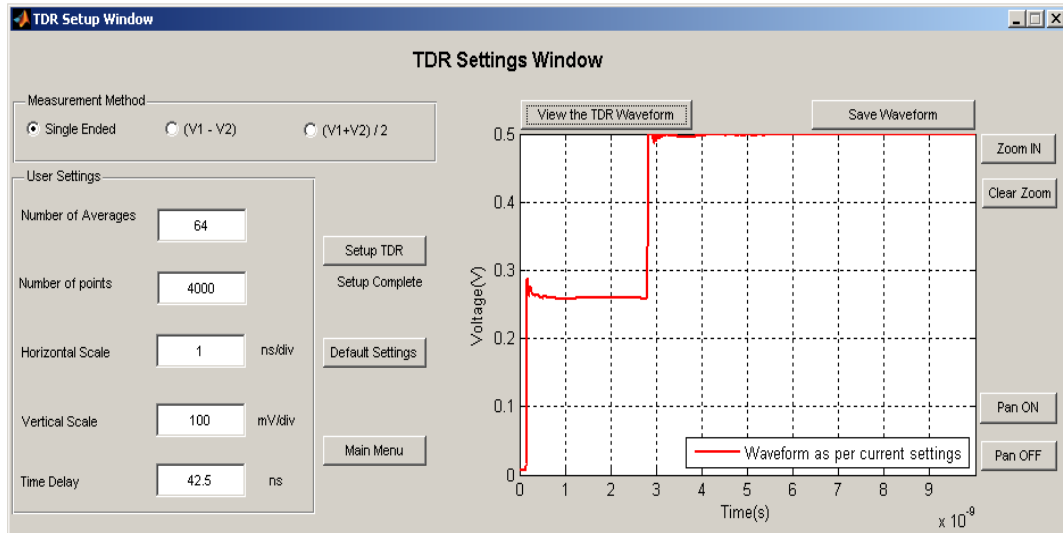 TDR Setup Window
TDR Settings Window
Measurement Method
Single Ended
(V1 - V2)
(V1+V2) / 2
User Settings
Number of Averages
64
Number of points
4000
Horizontal Scale
1
ns/div
Vertical Scale
100
mV/div
Time Delay
42.5
ns
Setup TDR
Setup Complete
Default Settings
Main Menu
View the TDR Waveform
Save Waveform
Zoom IN
Clear Zoom
Pan ON
Pan OFF
Voltage(V)
0.5
0.4
0.3
0.2
0.1
0
Waveform as per current settings
0 1 2 3 4 5 6 7 8 9
Time(s)
x 10⁻⁹